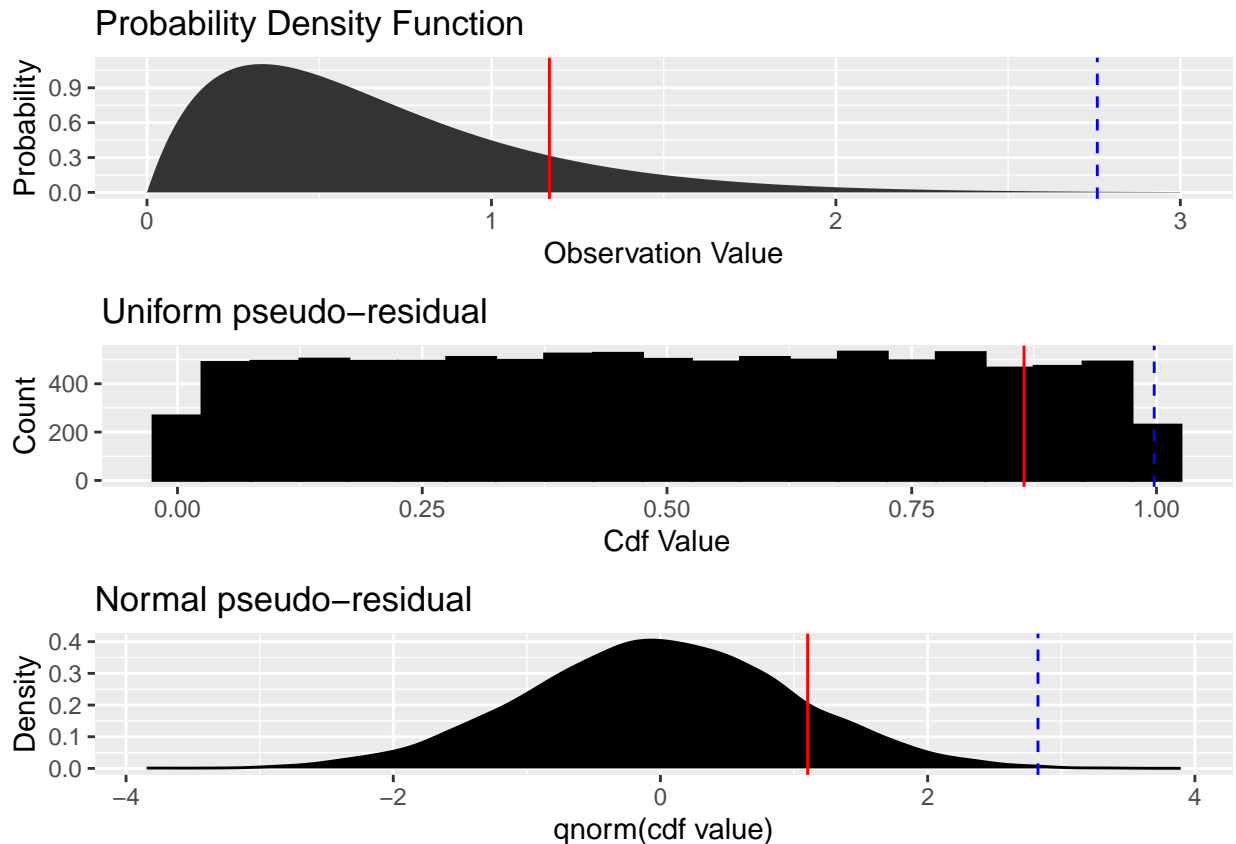 Probability Density Function
Probability
0.9
0.6
0.3
0.0
0 1 2 3
Observation Value
Uniform pseudo−residual
Count
400
200
0
0.00 0.25 0.50 0.75 1.00
Cdf Value
Normal pseudo−residual
Density
0.4
0.3
0.2
0.1
0.0
−4 −2 0 2 4
qnorm(cdf value)